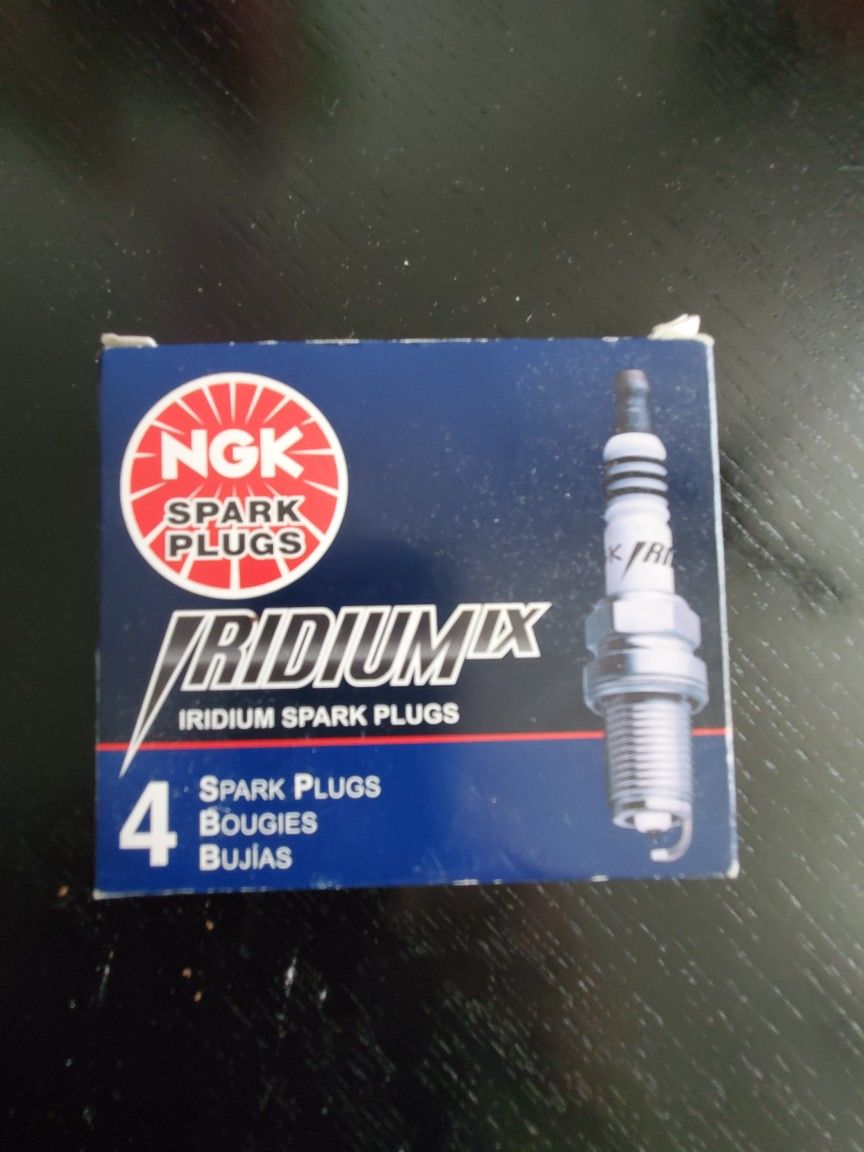 NGK
SPARK
PLUGS
IRIDIUM IX
IRIDIUM SPARK PLUGS
4
SPARK PLUGS
BOUGIES
BUJÍAS